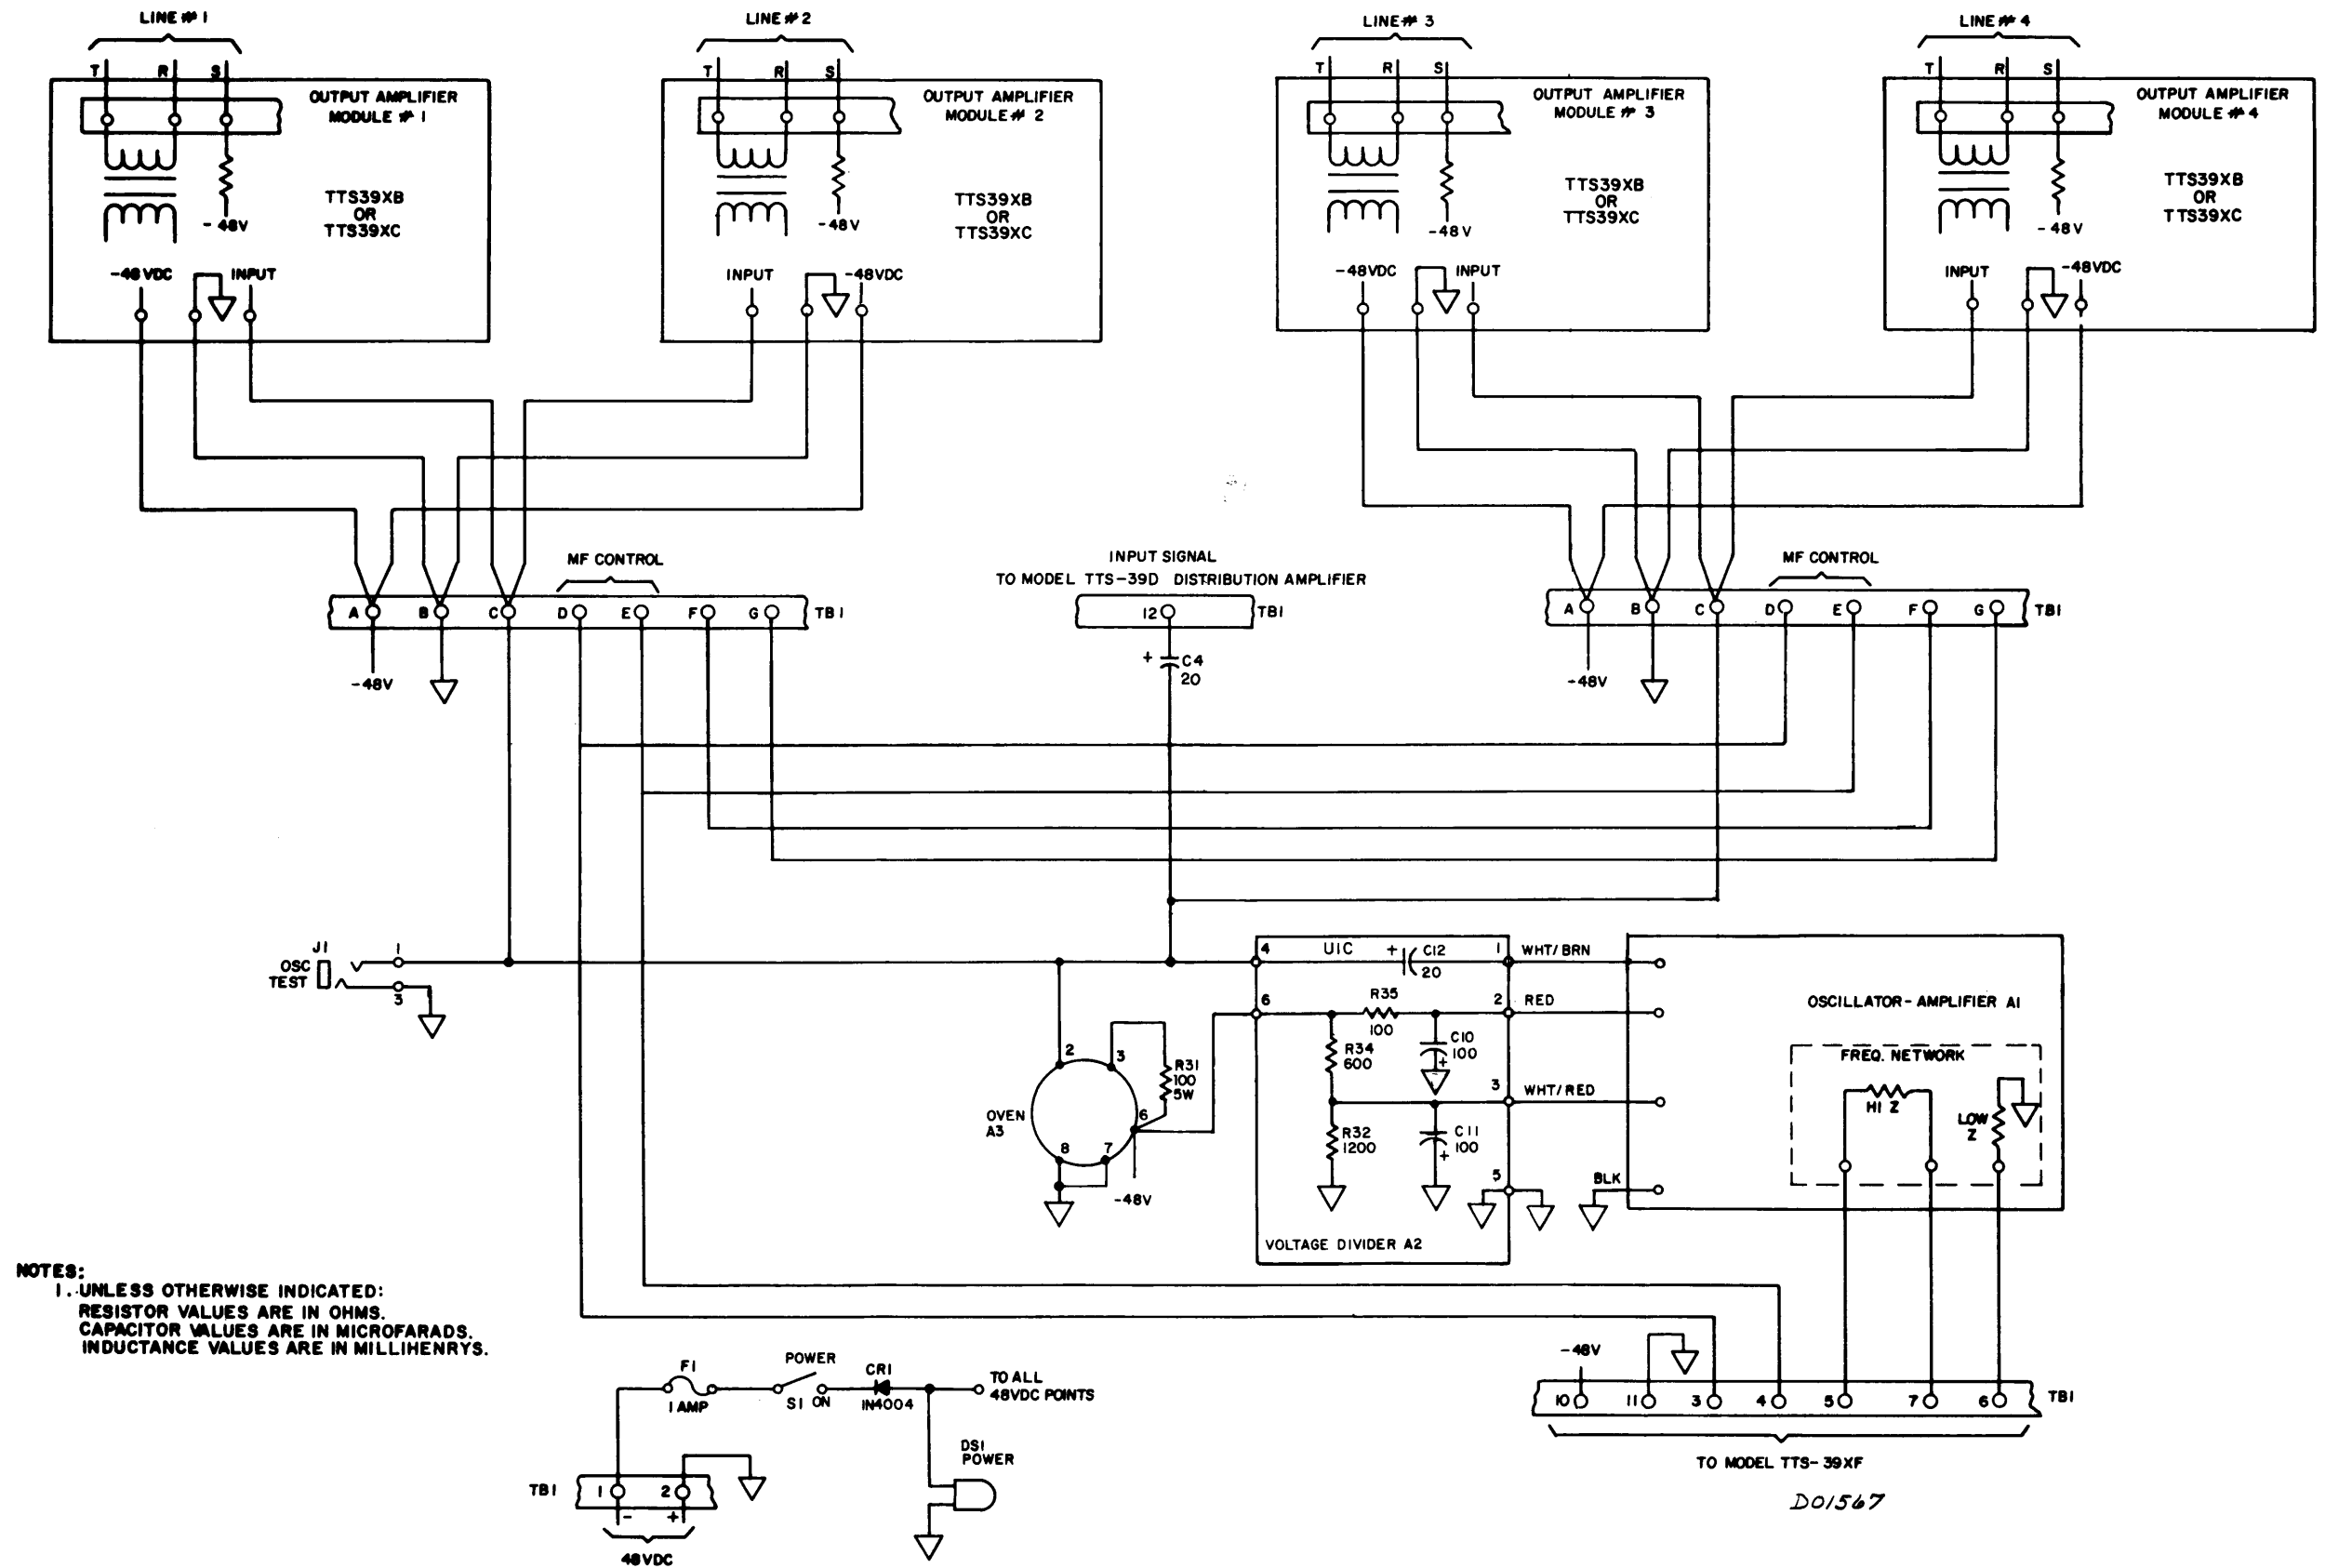 LINE # 1
LINE # 2
LINE # 3
LINE # 4
T R S
T R S
T R S
T R S
OUTPUT AMPLIFIER
MODULE # 1
TTS39XB
OR
TTS39XC
-48V
-48VDC
INPUT
OUTPUT AMPLIFIER
MODULE # 2
TTS39XB
OR
TTS39XC
-48V
INPUT
-48VDC
OUTPUT AMPLIFIER
MODULE # 3
TTS39XB
OR
TTS39XC
-48V
-48VDC
INPUT
OUTPUT AMPLIFIER
MODULE # 4
TTS39XB
OR
TTS39XC
-48V
INPUT
-48VDC
MF CONTROL
A B C D E F G TB1
-48V
INPUT SIGNAL
TO MODEL TTS-39D DISTRIBUTION AMPLIFIER
12 TB1
+ C4
20
MF CONTROL
A B C D E F G TB1
-48V
J1
OSC
TEST
1
3
2
3
R31
100
5W
6
OVEN
A3
8
7
-48V
4
U1C
+ C12
20
1
WHT/BRN
6
R35
100
2
RED
R34
600
C10
100
+
3
WHT/RED
R32
1200
C11
100
+
5
BLK
VOLTAGE DIVIDER A2
OSCILLATOR-AMPLIFIER A1
FREQ. NETWORK
HI Z
LOW
Z
NOTES:
1. UNLESS OTHERWISE INDICATED:
RESISTOR VALUES ARE IN OHMS.
CAPACITOR VALUES ARE IN MICROFARADS.
INDUCTANCE VALUES ARE IN MILLIHENRYS.
F1
1 AMP
POWER
S1 ON
CR1
1N4004
TO ALL
48VDC POINTS
DS1
POWER
TB1
1 2
- +
48VDC
-48V
10 11 3 4 5 7 6 TB1
TO MODEL TTS-39XF
D01567